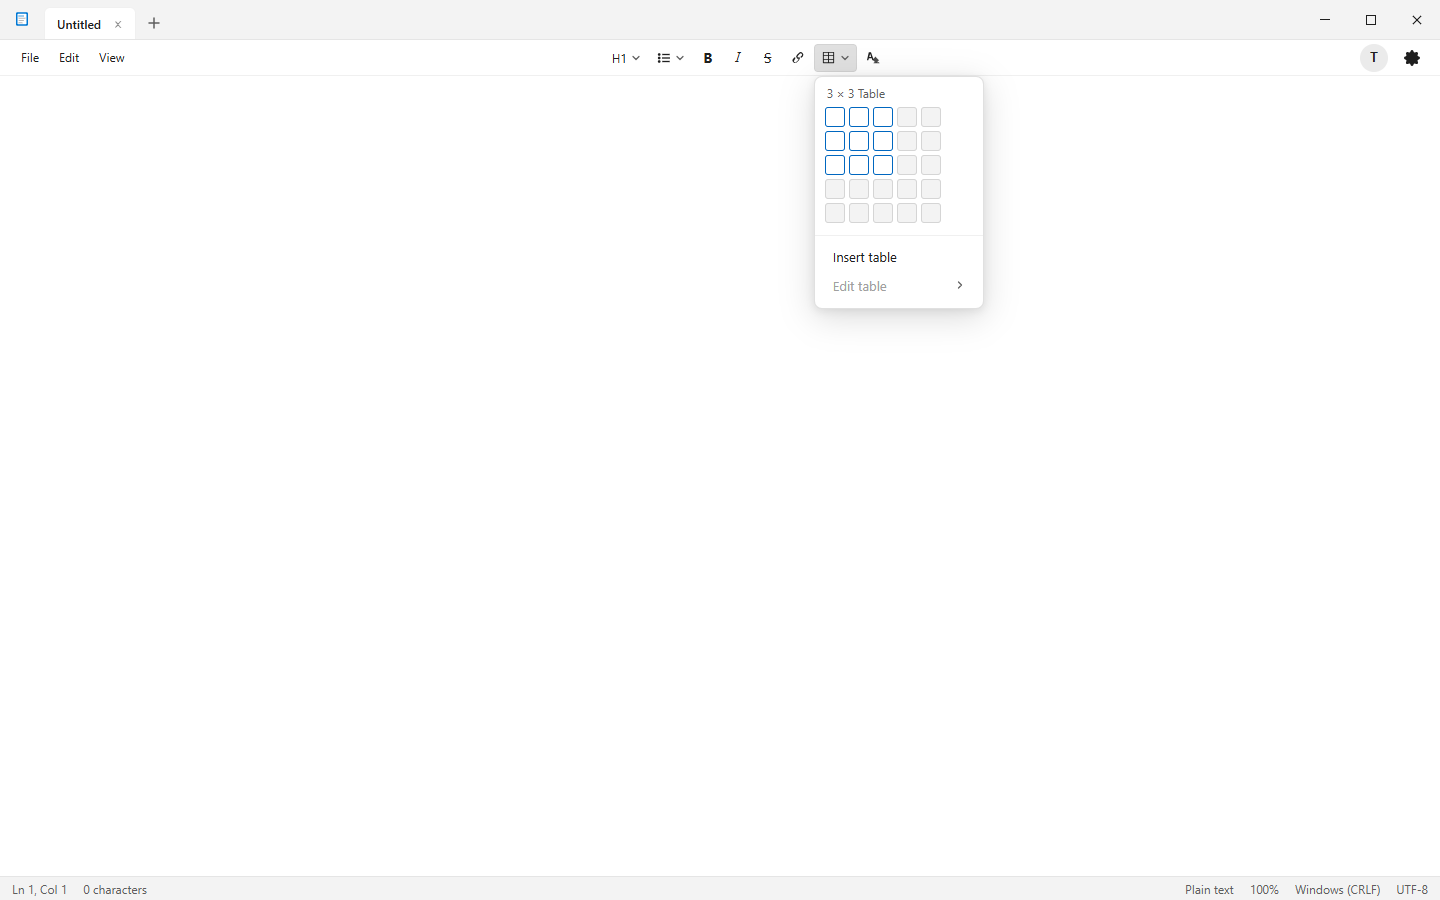 Untitled
File Edit View H1 B I S A T
3 × 3 Table
Insert table
Edit table
Ln 1, Col 1 0 characters Plain text 100% Windows (CRLF) UTF-8